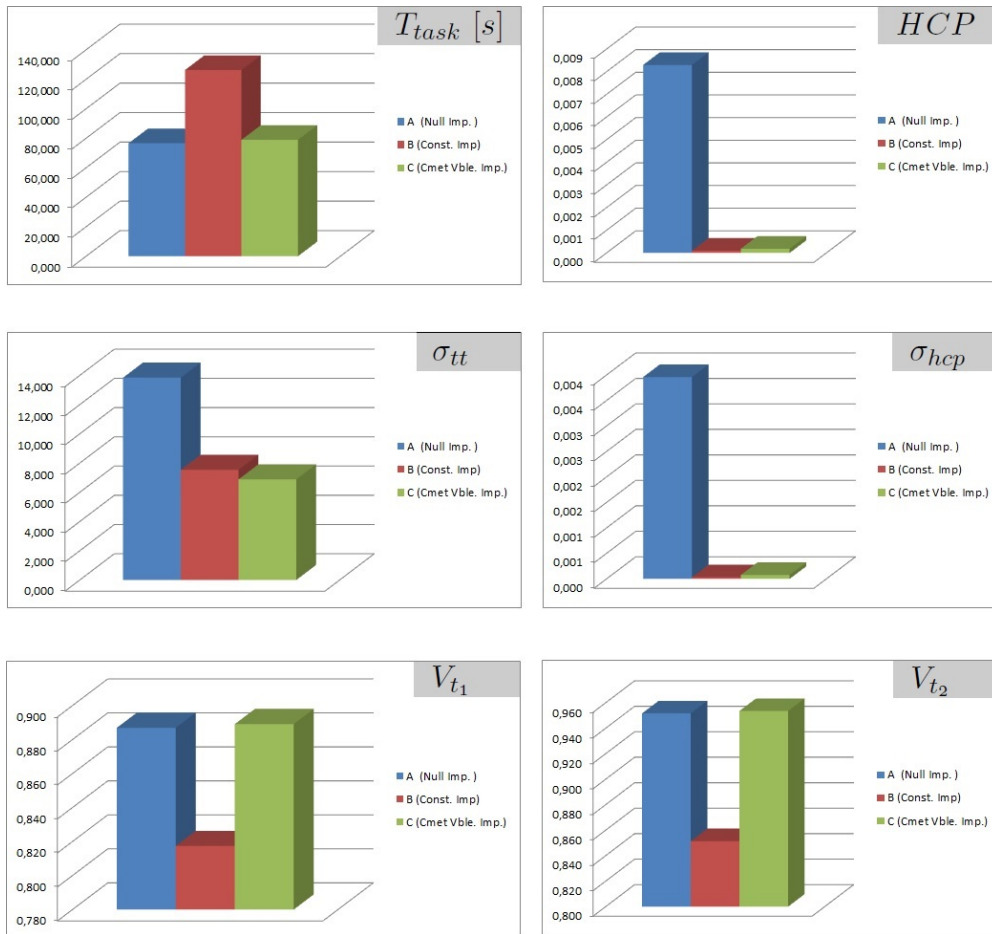 T_task [s]
140,000
120,000
100,000
80,000
60,000
40,000
20,000
0,000
A (Null Imp. )
B (Const. Imp)
C (Cmet Vble. Imp.)
HCP
0,009
0,008
0,007
0,006
0,005
0,004
0,003
0,002
0,001
0,000
A (Null Imp. )
B (Const. Imp)
C (Cmet Vble. Imp.)
σ_tt
14,000
12,000
10,000
8,000
6,000
4,000
2,000
0,000
A (Null Imp. )
B (Const. Imp)
C (Cmet Vble. Imp.)
σ_hcp
0,004
0,004
0,003
0,003
0,002
0,002
0,001
0,001
0,000
A (Null Imp. )
B (Const. Imp)
C (Cmet Vble. Imp.)
V_t1
0,900
0,880
0,860
0,840
0,820
0,800
0,780
A (Null Imp. )
B (Const. Imp)
C (Cmet Vble. Imp.)
V_t2
0,960
0,940
0,920
0,900
0,880
0,860
0,840
0,820
0,800
A (Null Imp. )
B (Const. Imp)
C (Cmet Vble. Imp.)